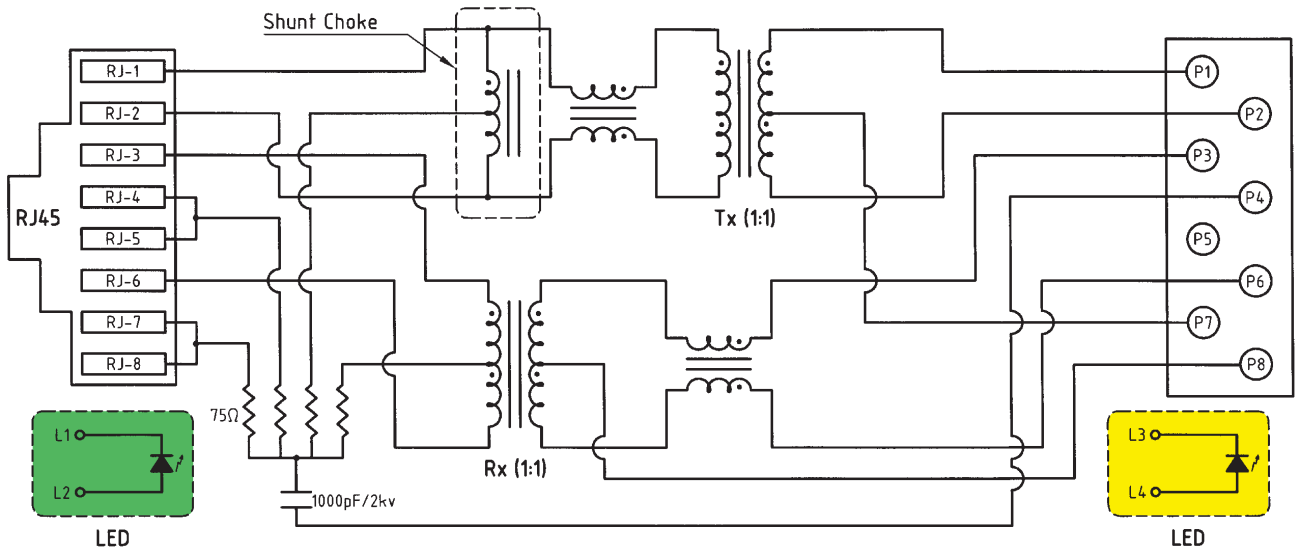 Shunt Choke
RJ45
RJ-1
RJ-2
RJ-3
RJ-4
RJ-5
RJ-6
RJ-7
RJ-8
Tx (1:1)
P1
P2
P3
P4
P5
P6
P7
P8
75Ω
Rx (1:1)
1000pF/2kv
L1
L2
LED
L3
L4
LED